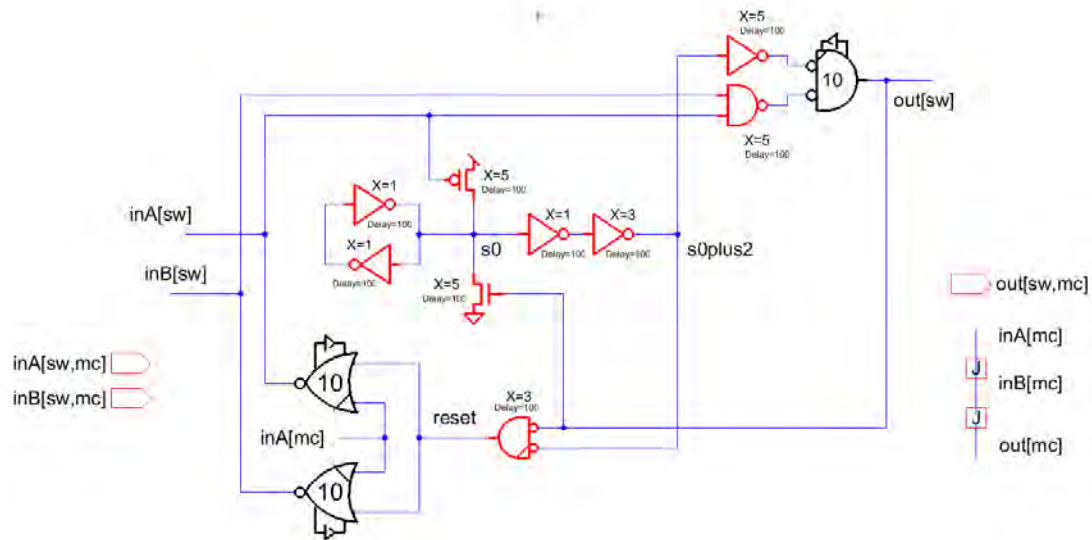 X=5
Delay=100
10
out[sw]
X=5
Delay=100
X=5
Delay=100
X=1
Delay=100
inA[sw]
X=1
Delay=100
s0
X=1
Delay=100
X=3
Delay=100
s0plus2
inB[sw]
X=5
Delay=100
out[sw,mc]
inA[mc]
J
inB[mc]
J
out[mc]
inA[sw,mc]
inB[sw,mc]
10
X=3
Delay=100
reset
inA[mc]
10